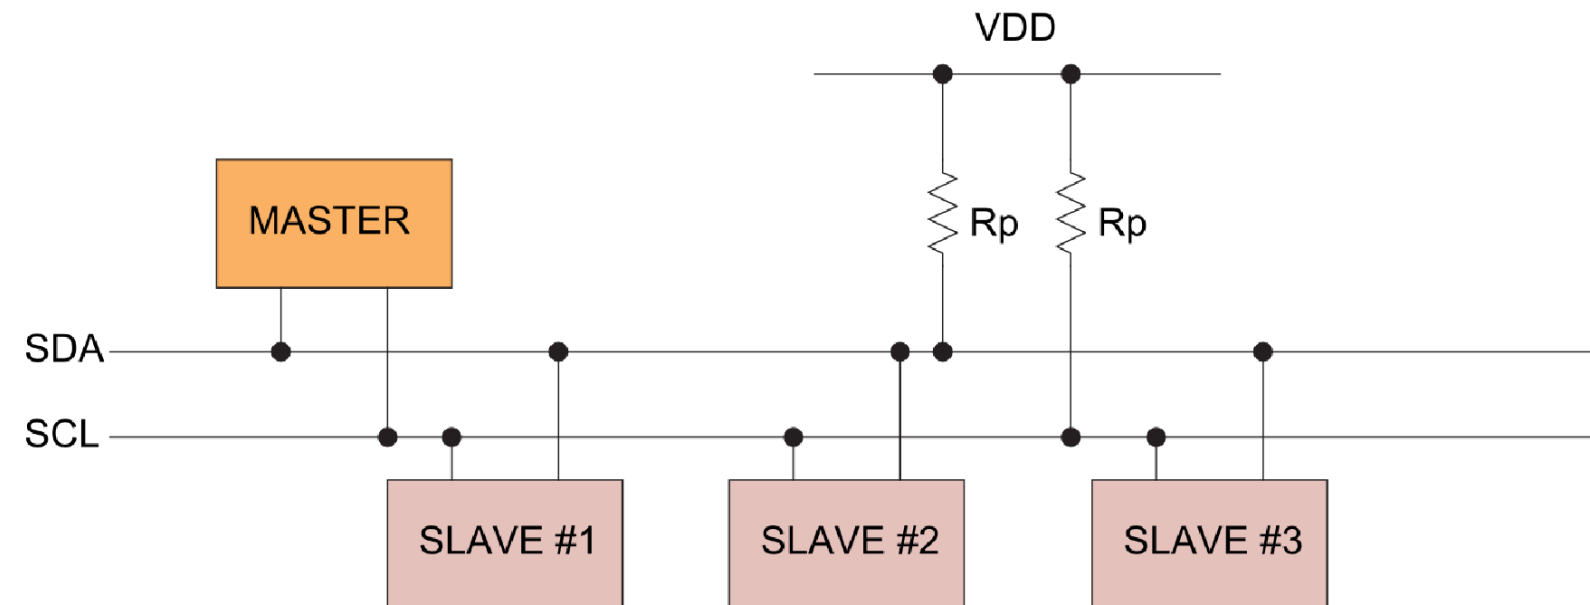 VDD
MASTER
Rp
Rp
SDA
SCL
SLAVE #1
SLAVE #2
SLAVE #3